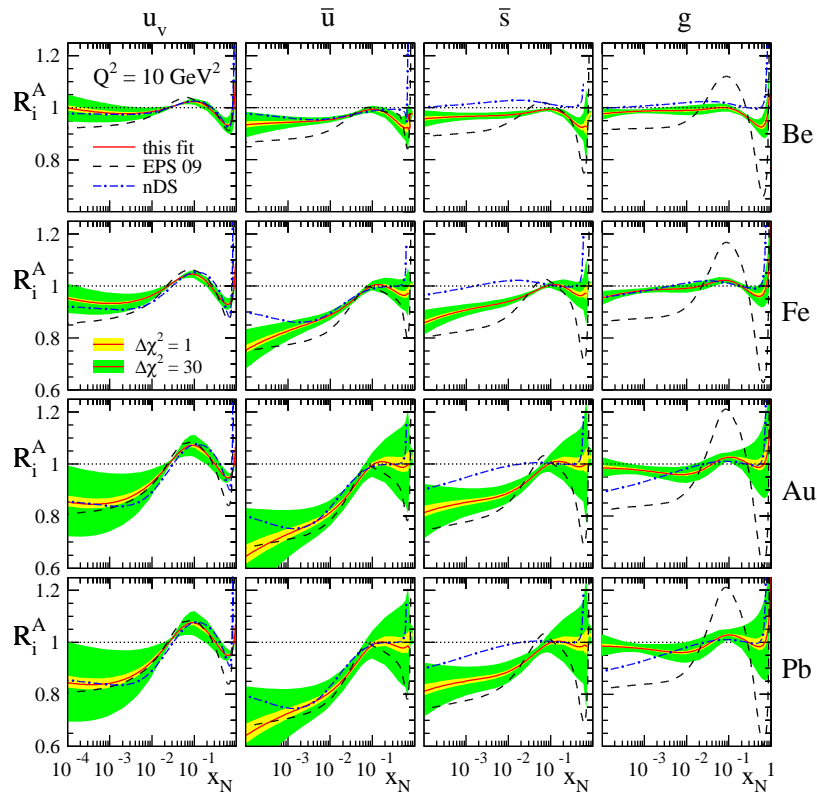 u_v ū s̄ g
1.2
Q² = 10 GeV²
R_i^A
1
this fit
EPS 09
nDS
0.8
Be
1.2
R_i^A
1
Fe
0.8
Δχ² = 1
Δχ² = 30
0.6
1.2
R_i^A
1
Au
0.8
0.6
1.2
R_i^A
1
Pb
0.8
0.6
10⁻⁴ 10⁻³ 10⁻² 10⁻¹ 10⁻³ 10⁻² 10⁻¹ 10⁻³ 10⁻² 10⁻¹ 10⁻³ 10⁻² 10⁻¹ 1
x_N x_N x_N x_N